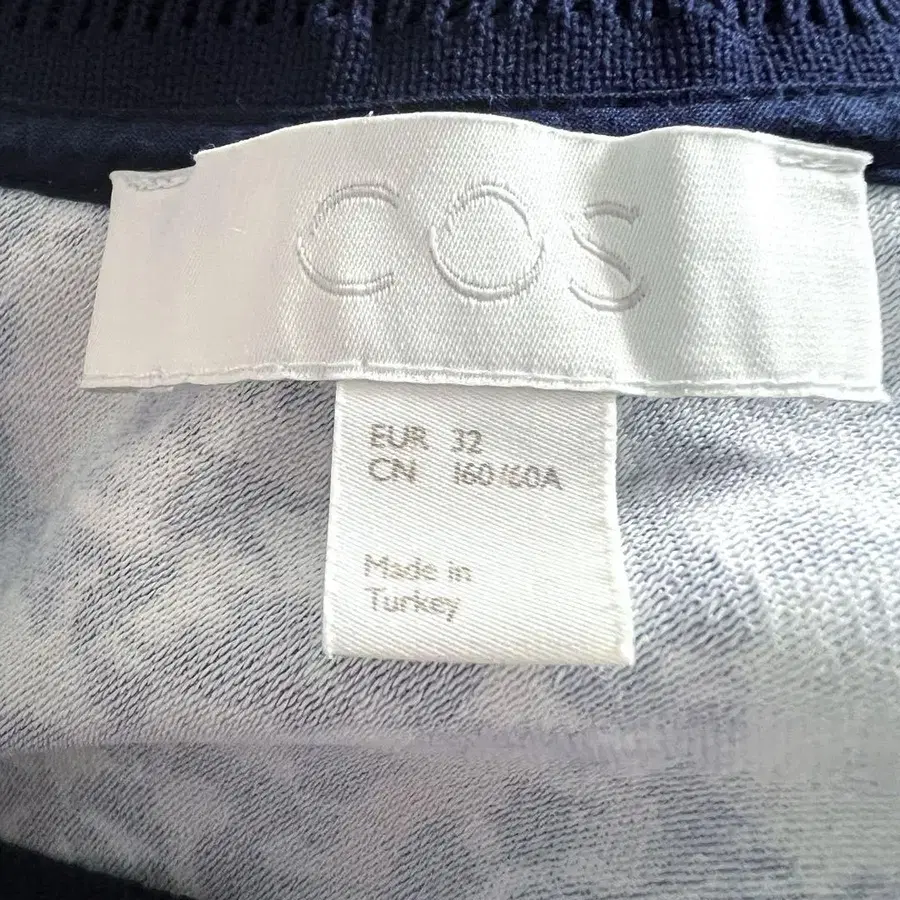 COS
EUR 32
CN 160/60A
Made in
Turkey